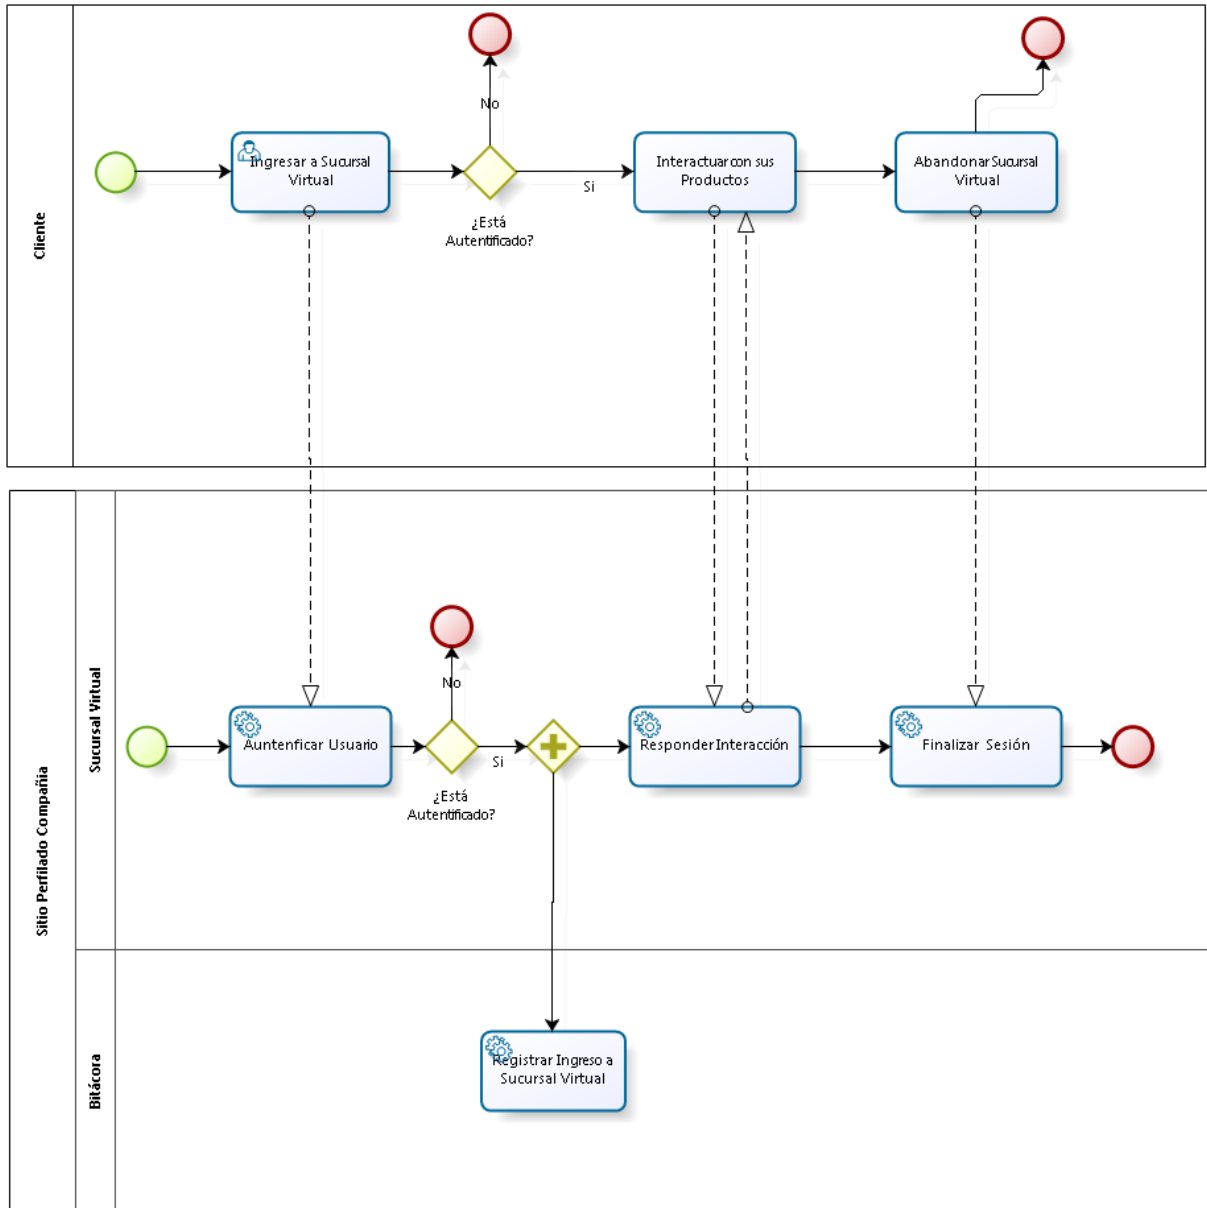 Cliente
Ingresar a Sucursal
Virtual
No
¿Está
Autentificado?
Si
Interactuar con sus
Productos
Abandonar Sucursal
Virtual
Sitio Perfilado Compañia
Sucursal Virtual
Auntenficar Usuario
No
¿Está
Autentificado?
Si
Responder Interacción
Finalizar Sesión
Bitácora
Registrar Ingreso a
Sucursal Virtual